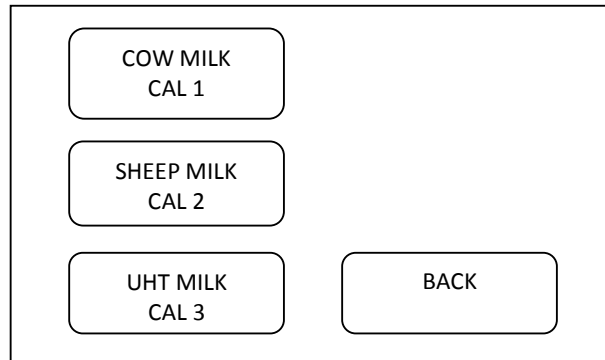 COW MILK
CAL 1
SHEEP MILK
CAL 2
UHT MILK
CAL 3
BACK